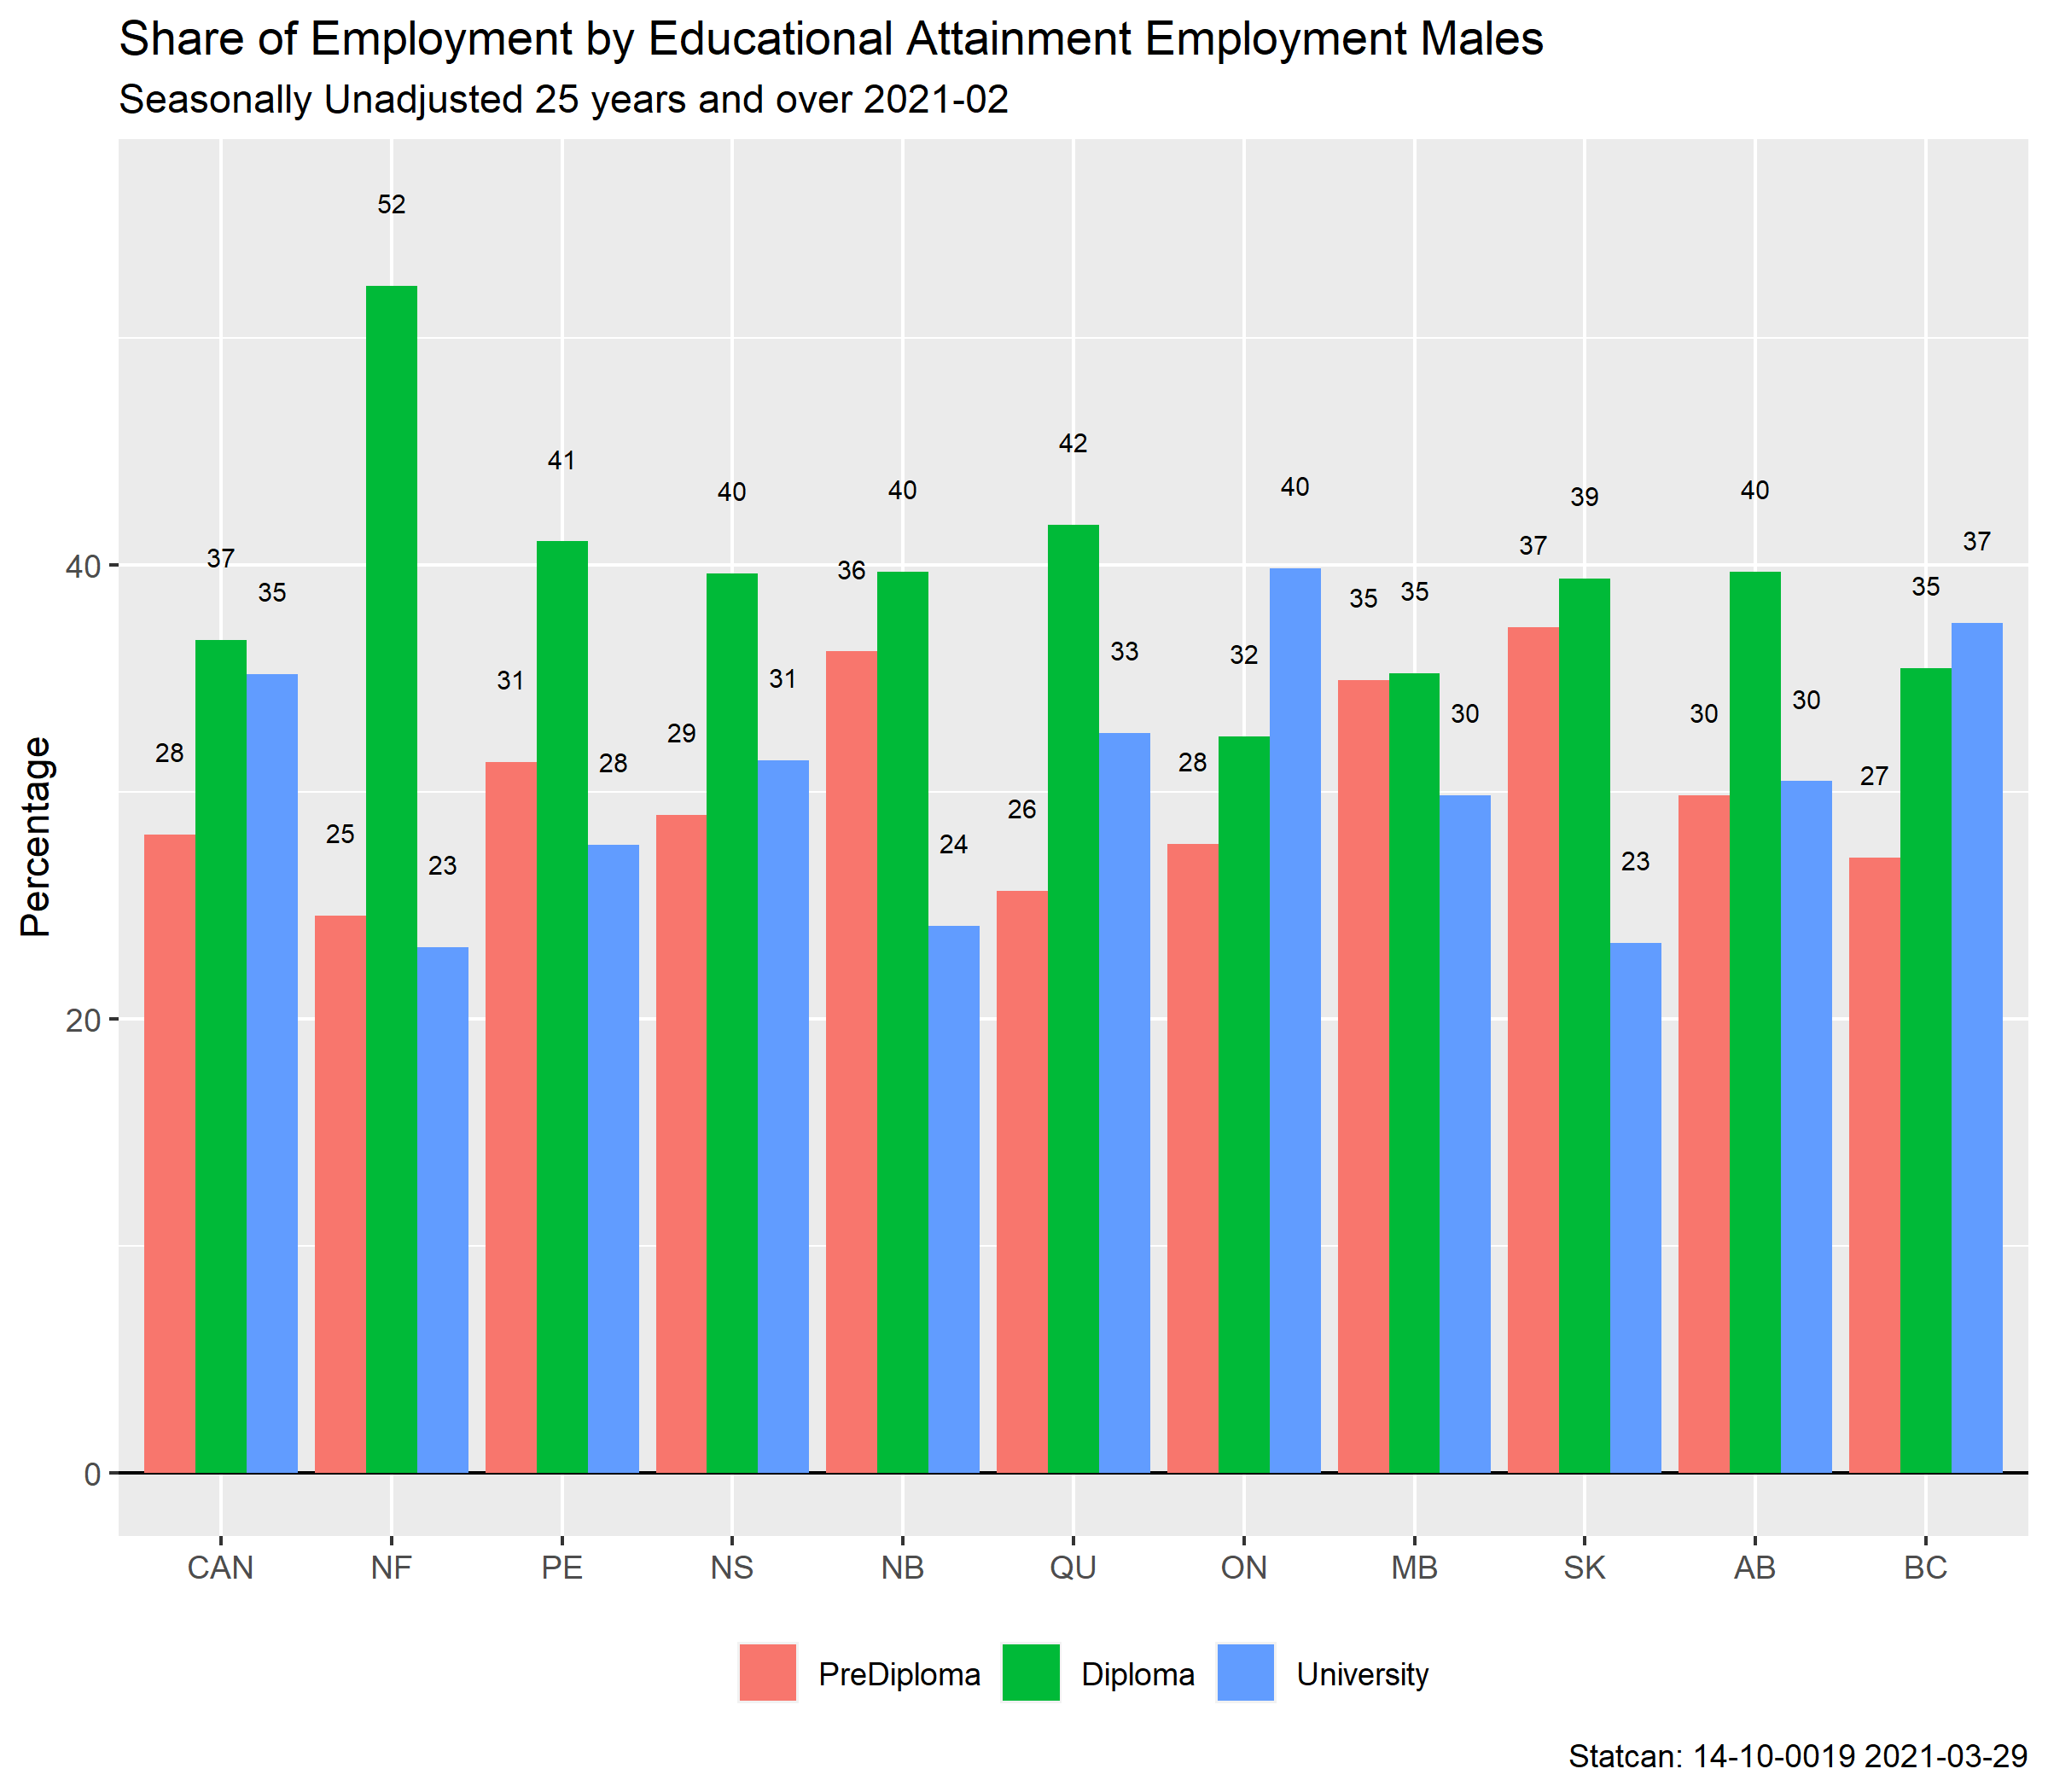 Share of Employment by Educational Attainment Employment Males
Seasonally Unadjusted 25 years and over 2021-02
Percentage
40
20
0
28 37 35
25 52 23
31 41 28
29 40 31
36 40 24
26 42 33
28 32 40
35 35 30
37 39 23
30 40 30
27 35 37
CAN NF PE NS NB QU ON MB SK AB BC
PreDiploma Diploma University
Statcan: 14-10-0019 2021-03-29